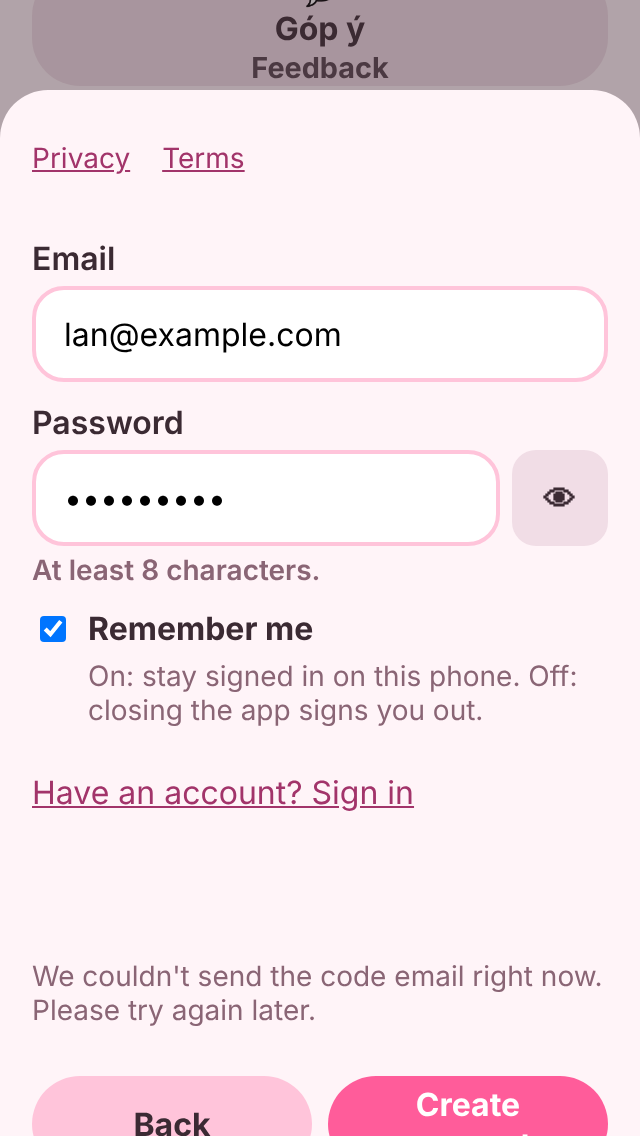 Góp ý
Feedback
Privacy Terms
Email
lan@example.com
Password
At least 8 characters.
Remember me
On: stay signed in on this phone. Off:
closing the app signs you out.
Have an account? Sign in
We couldn't send the code email right now.
Please try again later.
Back
Create